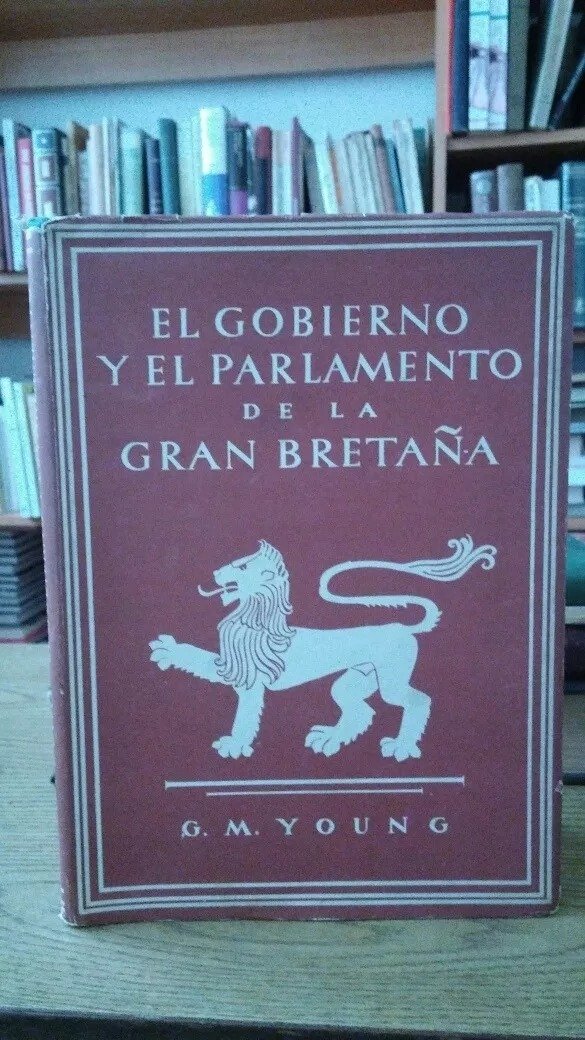 EL GOBIERNO
Y EL PARLAMENTO
DE LA
GRAN BRETAÑA
G. M. YOUNG